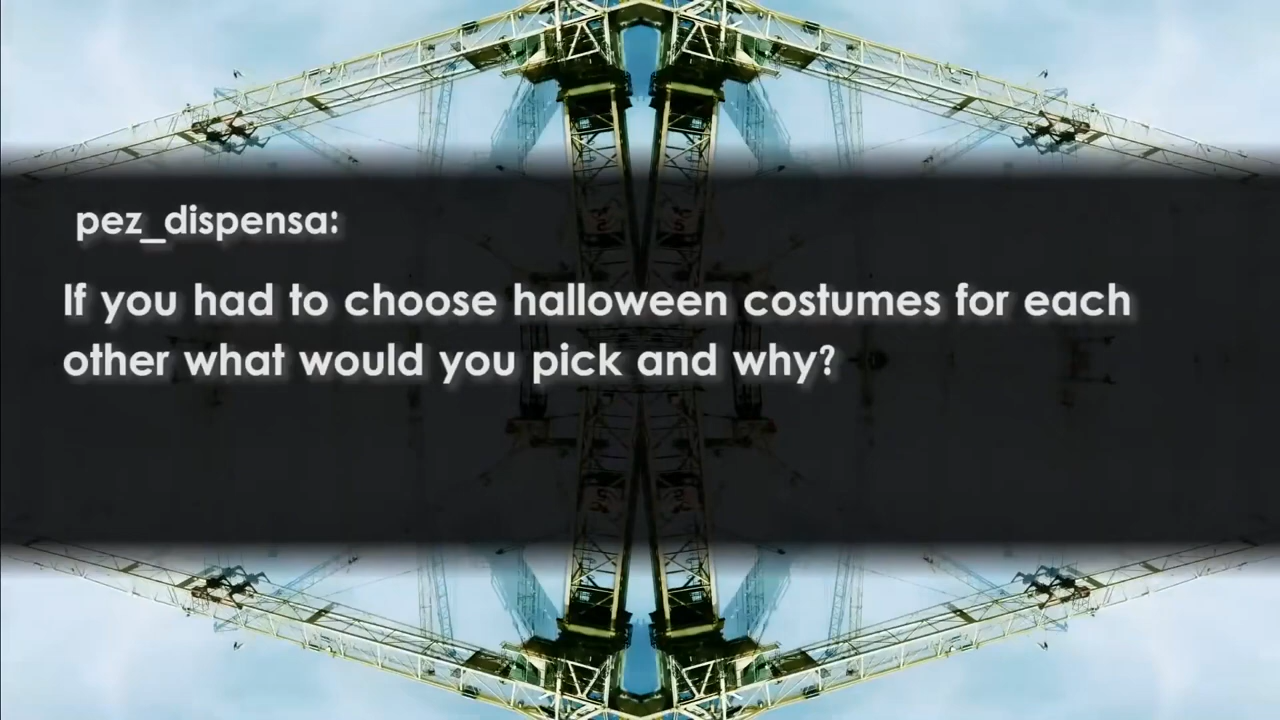 pez_dispensa:
If you had to choose halloween costumes for each
other what would you pick and why?